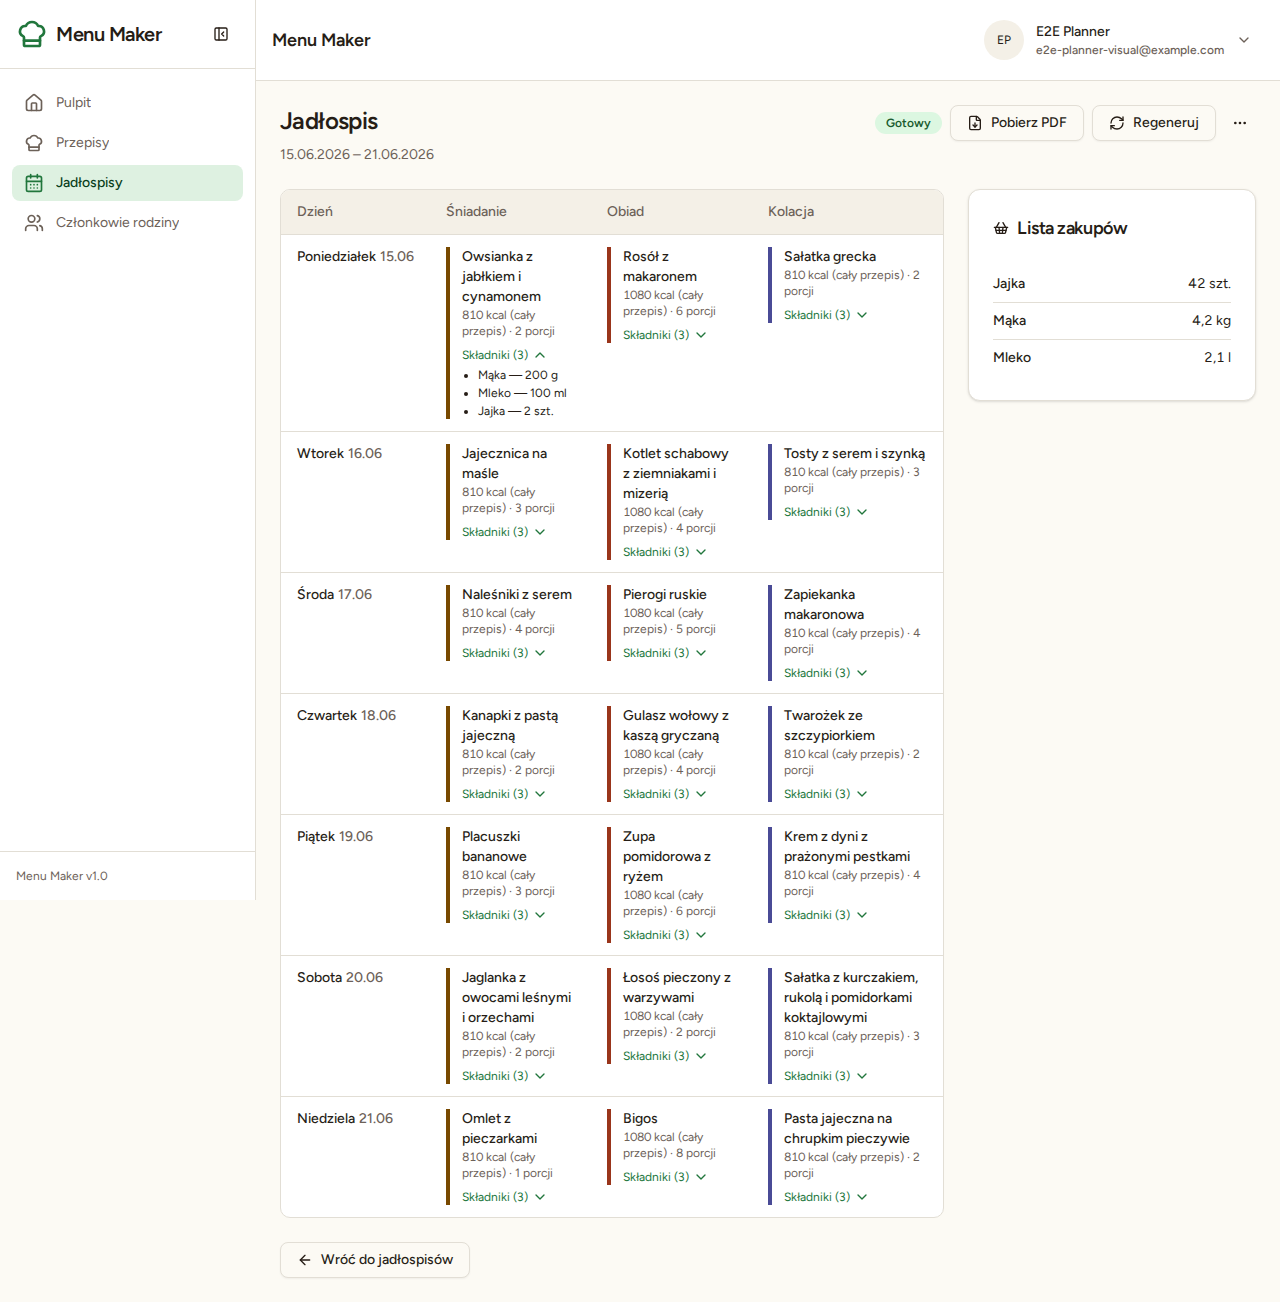 Menu Maker
Pulpit
Przepisy
Jadłospisy
Członkowie rodziny
Menu Maker v1.0
Menu Maker
EP
E2E Planner
e2e-planner-visual@example.com
Jadłospis
15.06.2026 – 21.06.2026
Gotowy
Pobierz PDF
Regeneruj
Dzień
Śniadanie
Obiad
Kolacja
Poniedziałek 15.06
Owsianka z
jabłkiem i
cynamonem
810 kcal (cały
przepis) · 2 porcji
Składniki (3)
• Mąka — 200 g
• Mleko — 100 ml
• Jajka — 2 szt.
Rosół z
makaronem
1080 kcal (cały
przepis) · 6 porcji
Składniki (3)
Sałatka grecka
810 kcal (cały przepis) · 2
porcji
Składniki (3)
Wtorek 16.06
Jajecznica na
maśle
810 kcal (cały
przepis) · 3 porcji
Składniki (3)
Kotlet schabowy
z ziemniakami i
mizerią
1080 kcal (cały
przepis) · 4 porcji
Składniki (3)
Tosty z serem i szynką
810 kcal (cały przepis) · 3
porcji
Składniki (3)
Środa 17.06
Naleśniki z serem
810 kcal (cały
przepis) · 4 porcji
Składniki (3)
Pierogi ruskie
1080 kcal (cały
przepis) · 5 porcji
Składniki (3)
Zapiekanka
makaronowa
810 kcal (cały przepis) · 4
porcji
Składniki (3)
Czwartek 18.06
Kanapki z pastą
jajeczną
810 kcal (cały
przepis) · 2 porcji
Składniki (3)
Gulasz wołowy z
kaszą gryczaną
1080 kcal (cały
przepis) · 4 porcji
Składniki (3)
Twarożek ze
szczypiorkiem
810 kcal (cały przepis) · 2
porcji
Składniki (3)
Piątek 19.06
Placuszki
bananowe
810 kcal (cały
przepis) · 3 porcji
Składniki (3)
Zupa
pomidorowa z
ryżem
1080 kcal (cały
przepis) · 6 porcji
Składniki (3)
Krem z dyni z
prażonymi pestkami
810 kcal (cały przepis) · 4
porcji
Składniki (3)
Sobota 20.06
Jaglanka z
owocami leśnymi
i orzechami
810 kcal (cały
przepis) · 2 porcji
Składniki (3)
Łosoś pieczony z
warzywami
1080 kcal (cały
przepis) · 2 porcji
Składniki (3)
Sałatka z kurczakiem,
rukolą i pomidorkami
koktajlowymi
810 kcal (cały przepis) · 3
porcji
Składniki (3)
Niedziela 21.06
Omlet z
pieczarkami
810 kcal (cały
przepis) · 1 porcji
Składniki (3)
Bigos
1080 kcal (cały
przepis) · 8 porcji
Składniki (3)
Pasta jajeczna na
chrupkim pieczywie
810 kcal (cały przepis) · 2
porcji
Składniki (3)
Lista zakupów
Jajka 42 szt.
Mąka 4,2 kg
Mleko 2,1 l
Wróć do jadłospisów